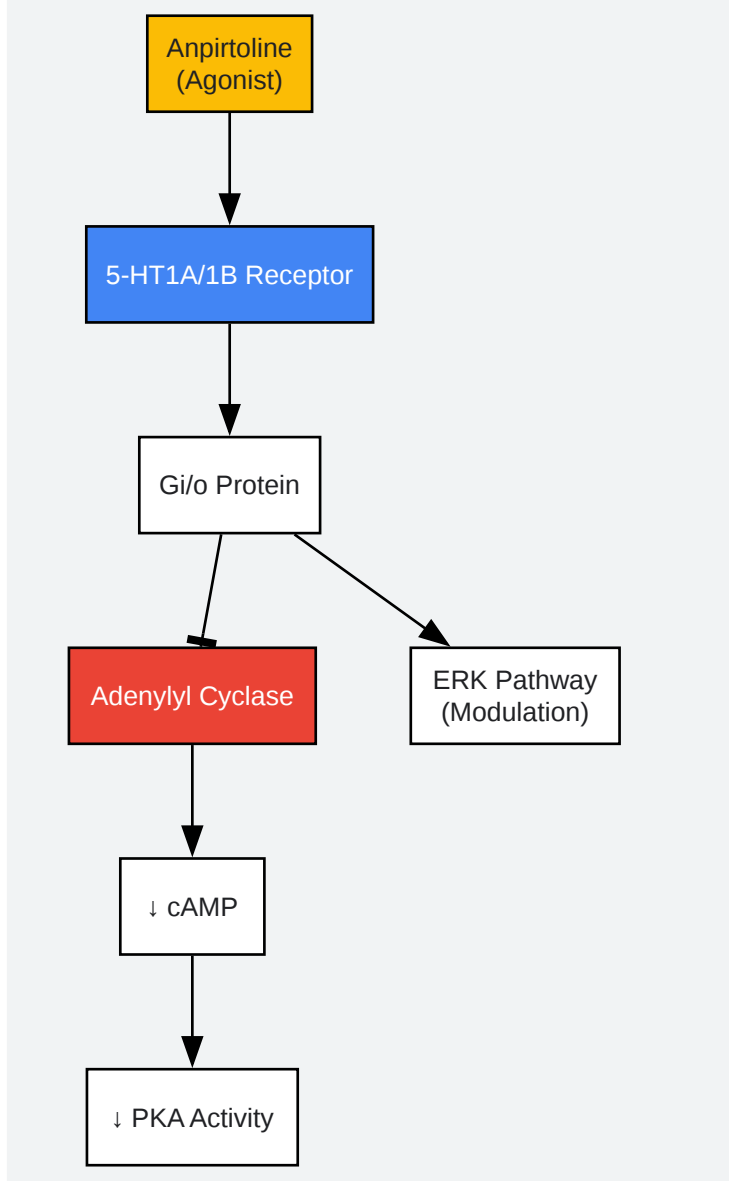 Anpirtoline
(Agonist)
5-HT1A/1B Receptor
Gi/o Protein
Adenylyl Cyclase
ERK Pathway
(Modulation)
↓ cAMP
↓ PKA Activity